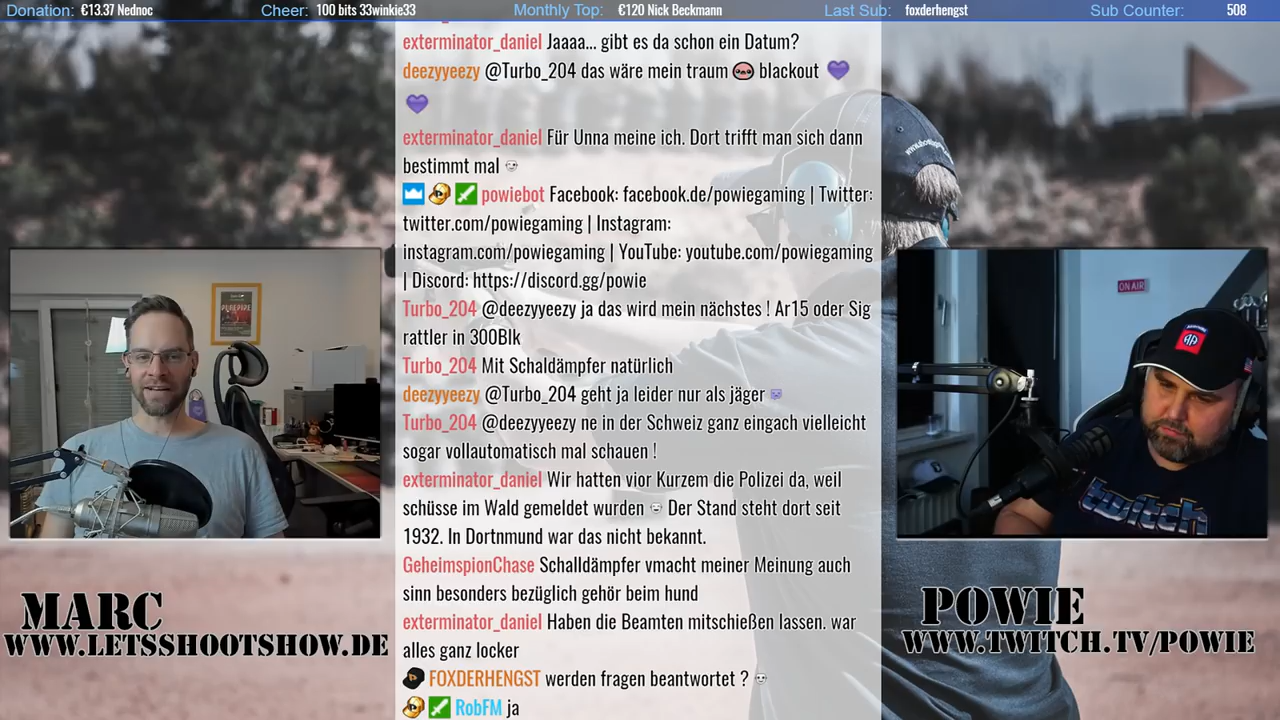 Donation: €13.37 Nednoc Cheer: 100 bits 33winkie33 Monthly Top: €120 Nick Beckmann Last Sub: foxderhengst Sub Counter: 508
exterminator_daniel Jaaaa... gibt es da schon ein Datum?
deezyyeezy @Turbo_204 das wäre mein traum blackout
exterminator_daniel Für Unna meine ich. Dort trifft man sich dann
bestimmt mal
powiebot Facebook: facebook.de/powiegaming | Twitter:
twitter.com/powiegaming | Instagram:
instagram.com/powiegaming | YouTube: youtube.com/powiegaming
| Discord: https://discord.gg/powie
Turbo_204 @deezyyeezy ja das wird mein nächstes ! Ar15 oder Sig
rattler in 300Blk
Turbo_204 Mit Schaldämpfer natürlich
deezyyeezy @Turbo_204 geht ja leider nur als jäger
Turbo_204 @deezyyeezy ne in der Schweiz ganz eingach vielleicht
sogar vollautomatisch mal schauen !
exterminator_daniel Wir hatten vior Kurzem die Polizei da, weil
schüsse im Wald gemeldet wurden Der Stand steht dort seit
1932. In Dortnmund war das nicht bekannt.
GeheimspionChase Schalldämpfer vmacht meiner Meinung auch
sinn besonders bezüglich gehör beim hund
exterminator_daniel Haben die Beamten mitschießen lassen. war
alles ganz locker
FOXDERHENGST werden fragen beantwortet ?
RobFM ja
MARC
WWW.LETSSHOOTSHOW.DE
ON AIR
twitch
POWIE
WWW.TWITCH.TV/POWIE